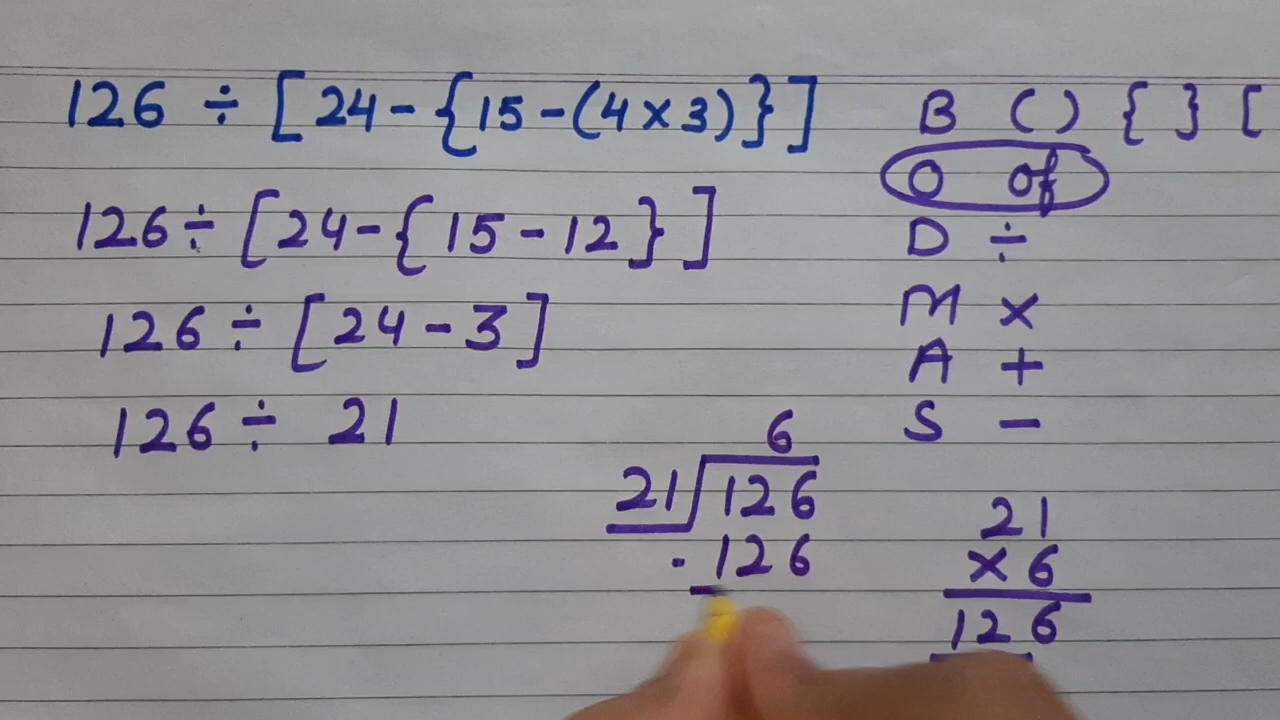 126 ÷ [24-{15-(4×3)}]
126÷[24-{15-12}]
126 ÷ [24-3]
126 ÷ 21
B ( ) { } [
O of
D ÷
M ×
A +
S -
6
21 126
- 126
21
× 6
126